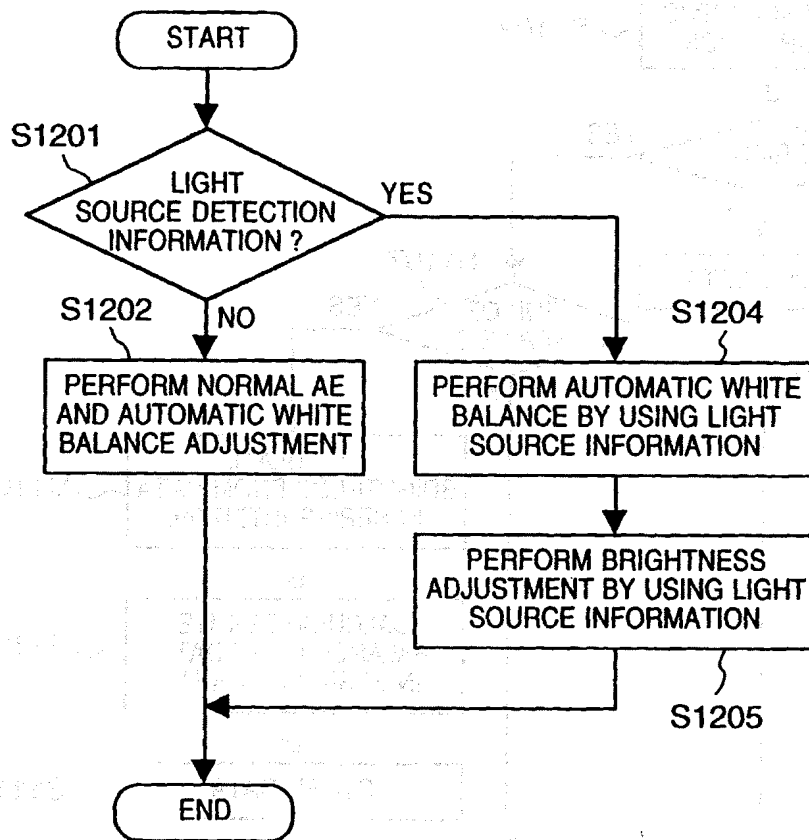 START
S1201
LIGHT
SOURCE DETECTION
INFORMATION ?
YES
NO
S1202
PERFORM NORMAL AE
AND AUTOMATIC WHITE
BALANCE ADJUSTMENT
S1204
PERFORM AUTOMATIC WHITE
BALANCE BY USING LIGHT
SOURCE INFORMATION
PERFORM BRIGHTNESS
ADJUSTMENT BY USING LIGHT
SOURCE INFORMATION
S1205
END